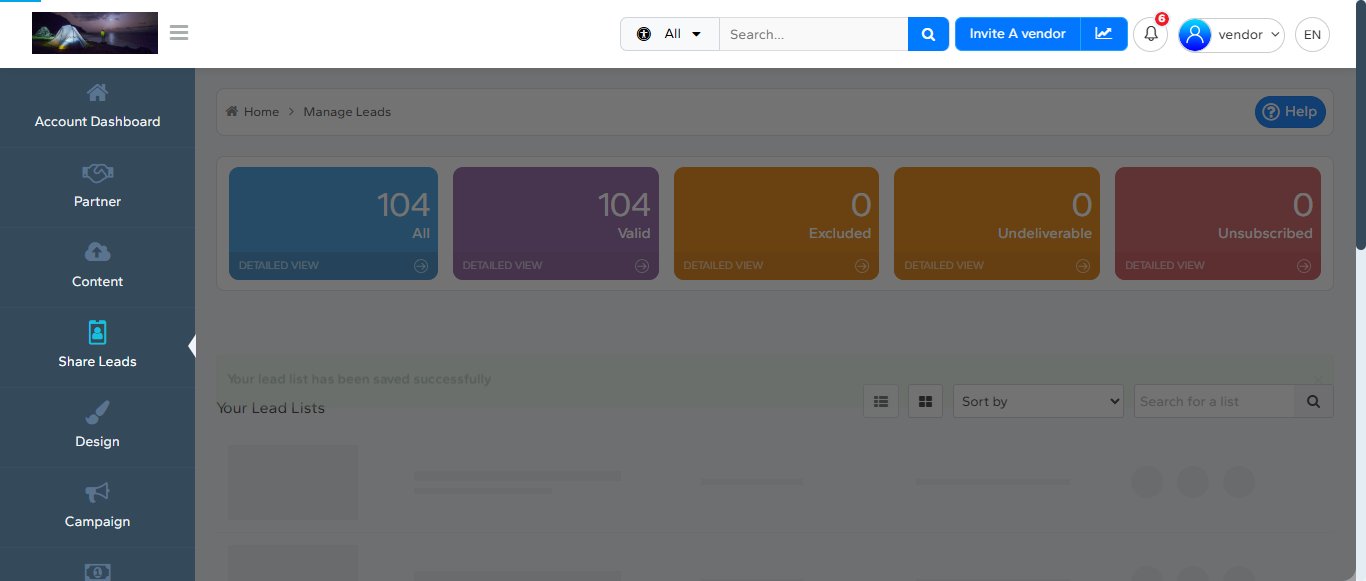 All
Search...
Invite A vendor
6
vendor
EN
Account Dashboard
Partner
Content
Share Leads
Design
Campaign
Home > Manage Leads
Help
104
All
DETAILED VIEW
104
Valid
DETAILED VIEW
0
Excluded
DETAILED VIEW
0
Undeliverable
DETAILED VIEW
0
Unsubscribed
DETAILED VIEW
Your lead list has been saved successfully
Your Lead Lists
Sort by
Search for a list